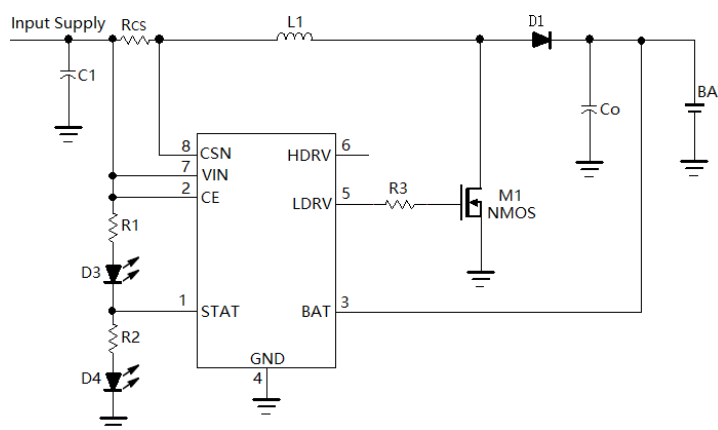 Input Supply
RCS
L1
D1
C1
Co
BA
8
CSN
HDRV
6
7
VIN
2
CE
LDRV
5
R3
M1
NMOS
R1
D3
1
STAT
BAT
3
R2
D4
GND
4